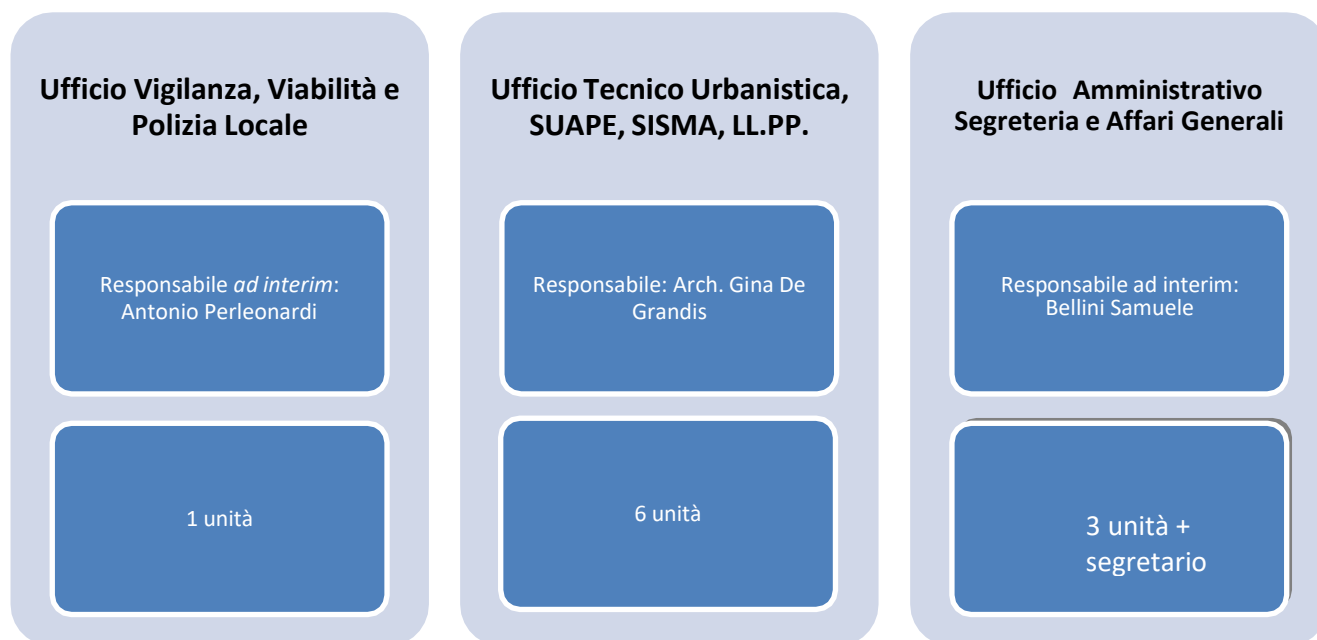 Ufficio Vigilanza, Viabilità e
Polizia Locale
Responsabile ad interim:
Antonio Perleonardi
1 unità
Ufficio Tecnico Urbanistica,
SUAPE, SISMA, LL.PP.
Responsabile: Arch. Gina De
Grandis
6 unità
Ufficio Amministrativo
Segreteria e Affari Generali
Responsabile ad interim:
Bellini Samuele
3 unità +
segretario